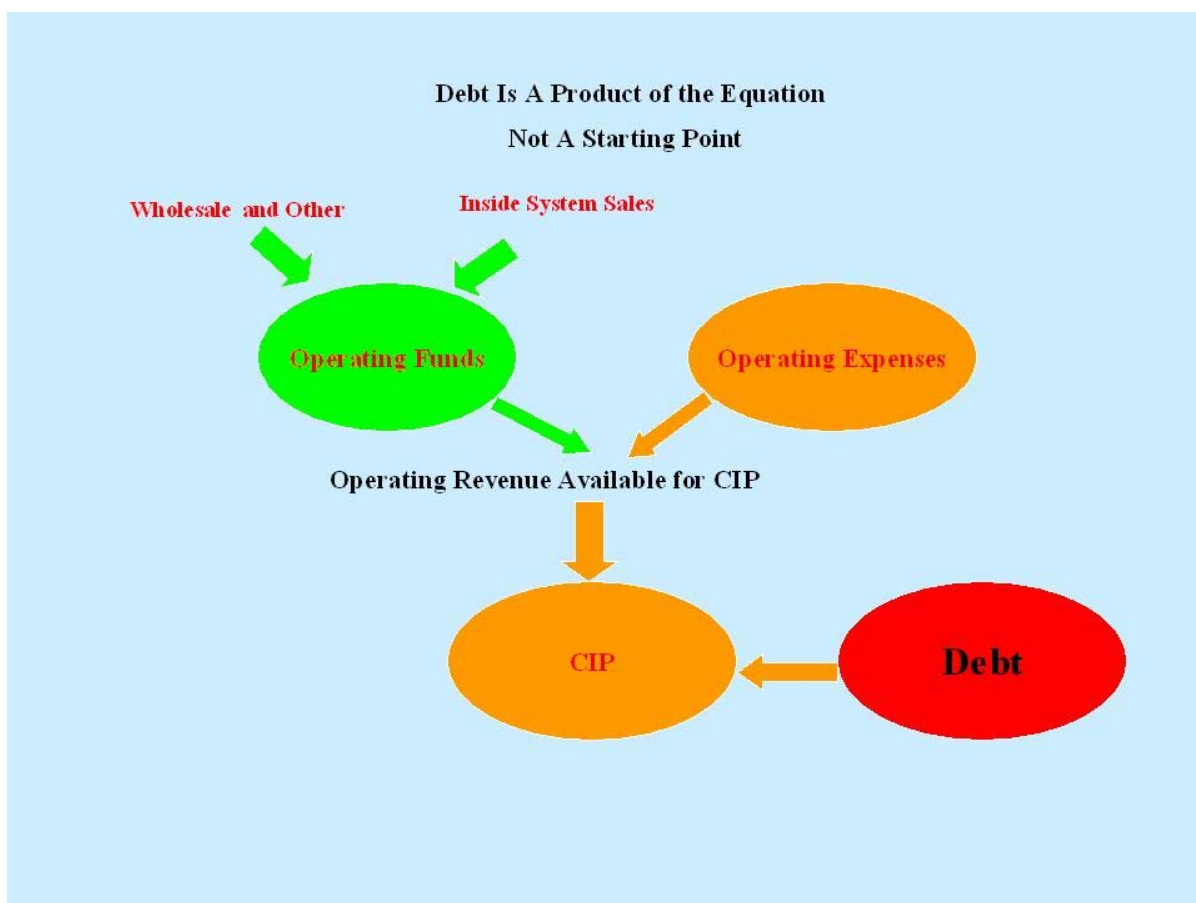 Debt Is A Product of the Equation
Not A Starting Point
Wholesale and Other
Inside System Sales
Operating Funds
Operating Expenses
Operating Revenue Available for CIP
CIP
Debt